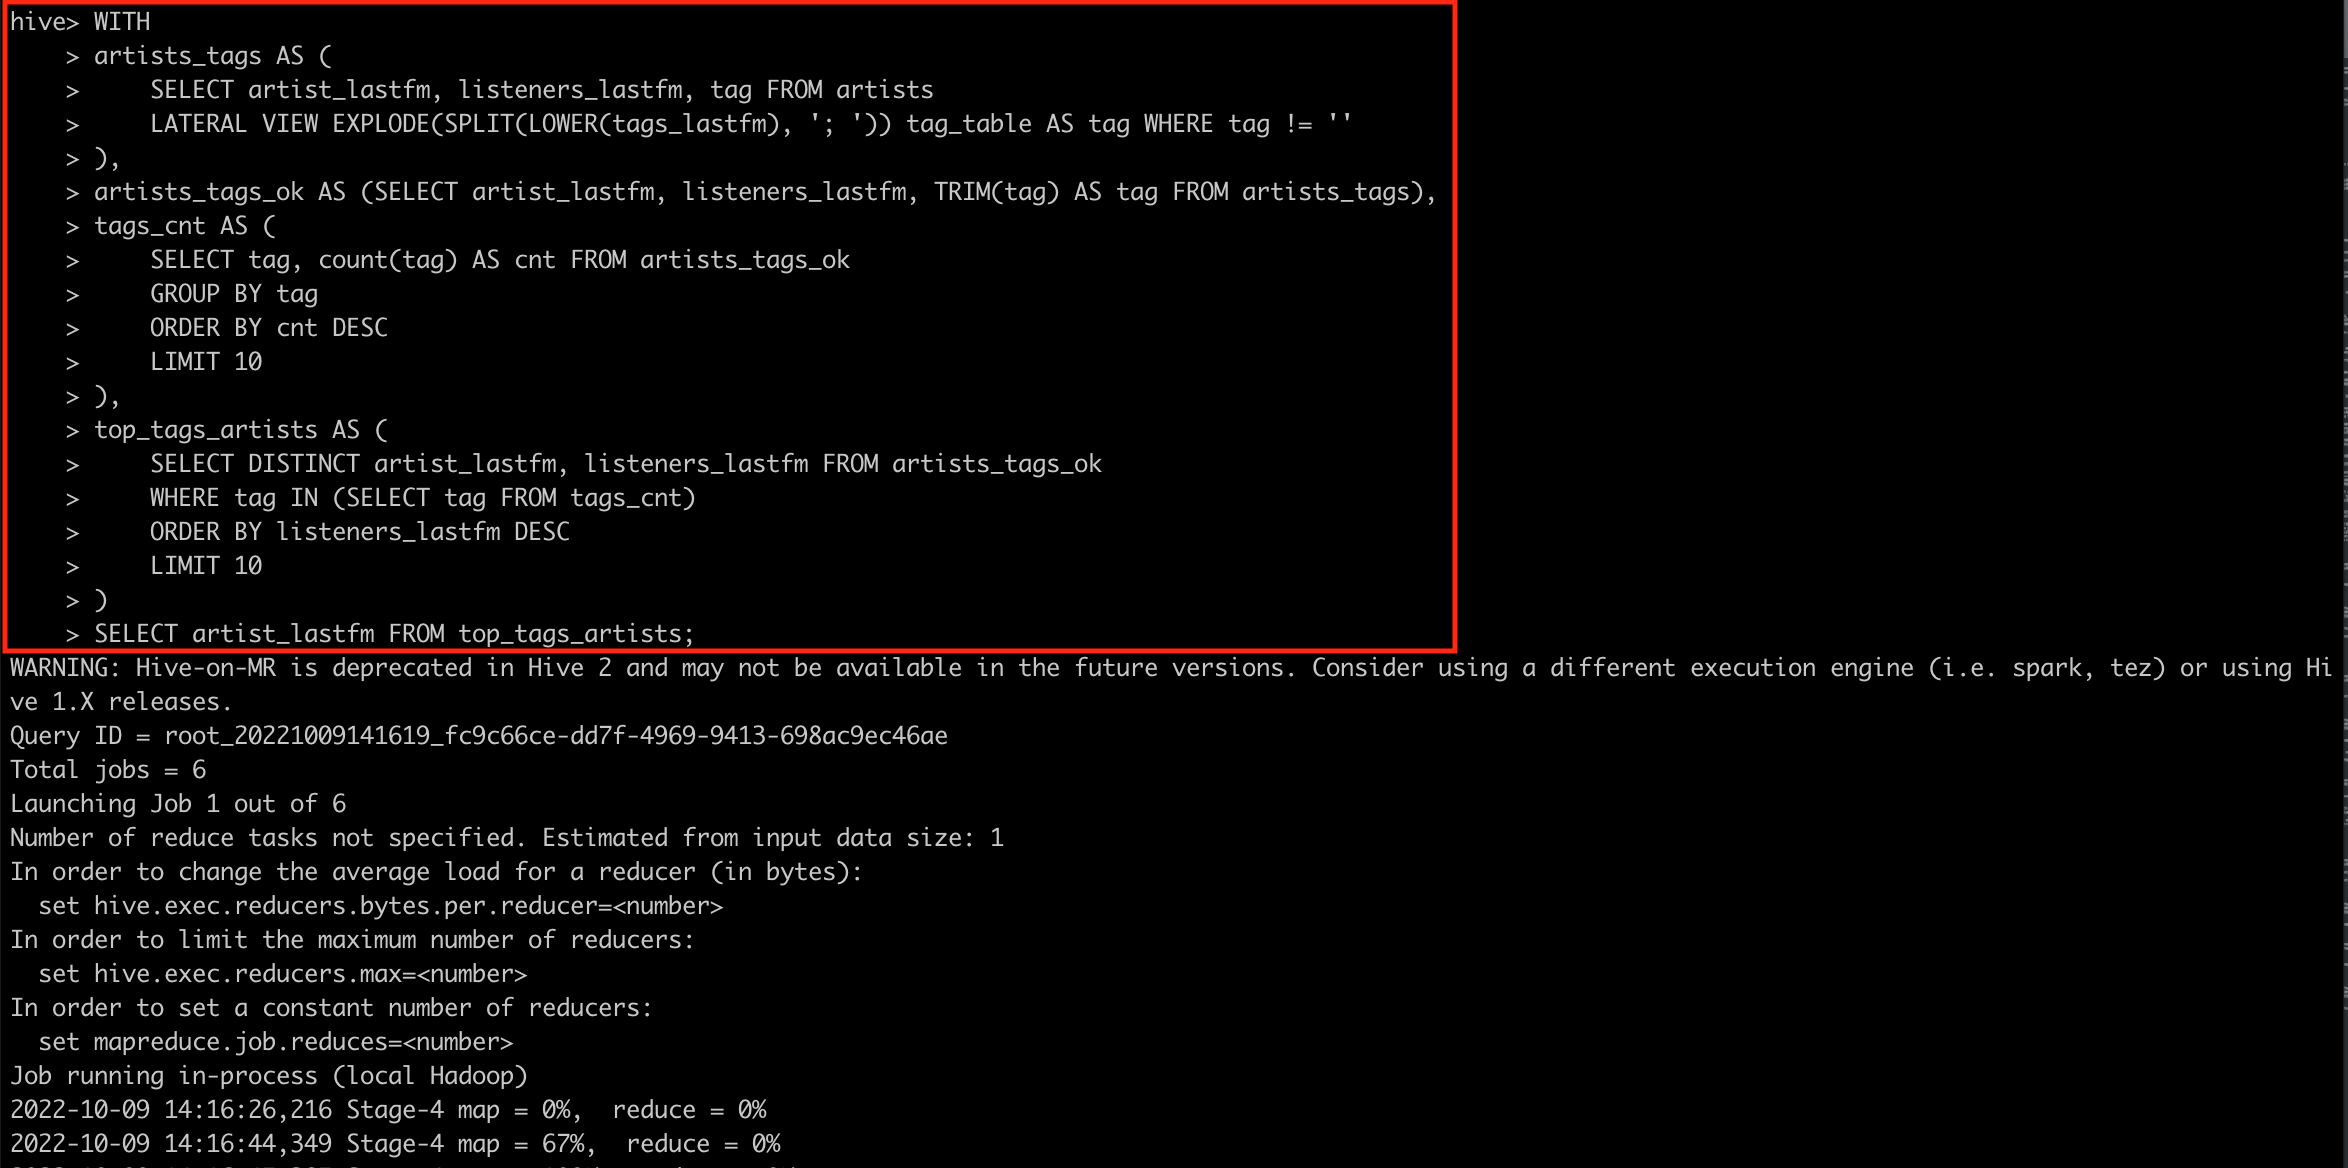 hive> WITH
    > artists_tags AS (
    >     SELECT artist_lastfm, listeners_lastfm, tag FROM artists
    >     LATERAL VIEW EXPLODE(SPLIT(LOWER(tags_lastfm), '; ')) tag_table AS tag WHERE tag != ''
    > ),
    > artists_tags_ok AS (SELECT artist_lastfm, listeners_lastfm, TRIM(tag) AS tag FROM artists_tags),
    > tags_cnt AS (
    >     SELECT tag, count(tag) AS cnt FROM artists_tags_ok
    >     GROUP BY tag
    >     ORDER BY cnt DESC
    >     LIMIT 10
    > ),
    > top_tags_artists AS (
    >     SELECT DISTINCT artist_lastfm, listeners_lastfm FROM artists_tags_ok
    >     WHERE tag IN (SELECT tag FROM tags_cnt)
    >     ORDER BY listeners_lastfm DESC
    >     LIMIT 10
    > )
    > SELECT artist_lastfm FROM top_tags_artists;
WARNING: Hive-on-MR is deprecated in Hive 2 and may not be available in the future versions. Consider using a different execution engine (i.e. spark, tez) or using Hi
ve 1.X releases.
Query ID = root_20221009141619_fc9c66ce-dd7f-4969-9413-698ac9ec46ae
Total jobs = 6
Launching Job 1 out of 6
Number of reduce tasks not specified. Estimated from input data size: 1
In order to change the average load for a reducer (in bytes):
  set hive.exec.reducers.bytes.per.reducer=<number>
In order to limit the maximum number of reducers:
  set hive.exec.reducers.max=<number>
In order to set a constant number of reducers:
  set mapreduce.job.reduces=<number>
Job running in-process (local Hadoop)
2022-10-09 14:16:26,216 Stage-4 map = 0%,  reduce = 0%
2022-10-09 14:16:44,349 Stage-4 map = 67%,  reduce = 0%